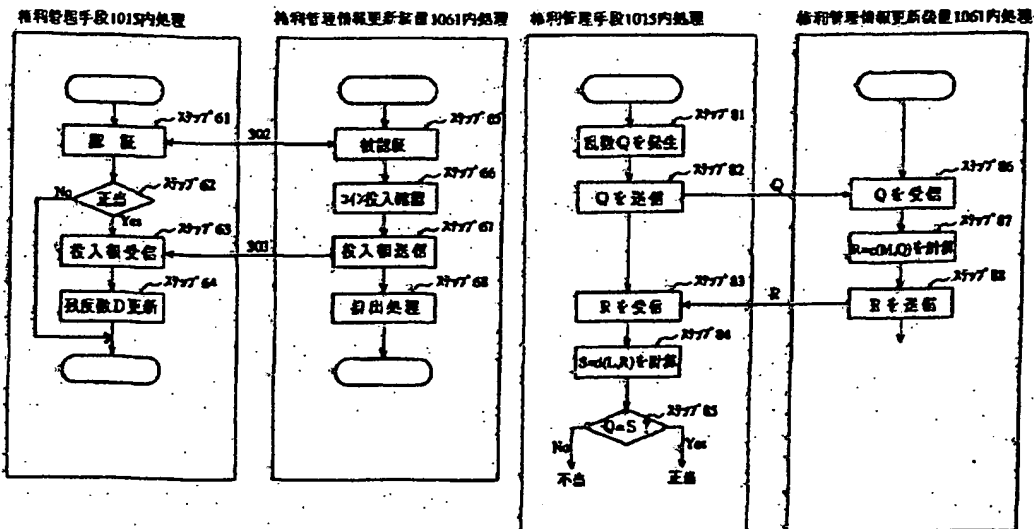 権利管理手段1015内処理
権利管理情報更新装置1061内処理
ステップ61
認証
302
ステップ65
被認証
ステップ62
No
正当
Yes
ステップ66
コイン投入確認
ステップ63
投入額受信
303
ステップ67
投入額送信
ステップ64
残度数D更新
ステップ68
排出処理
権利管理手段1015内処理
権利管理情報更新装置1061内処理
ステップ81
乱数Qを発生
ステップ82
Qを送信
Q
ステップ86
Qを受信
ステップ87
R=c(M,Q)を計算
ステップ83
Rを受信
R
ステップ88
Rを送信
ステップ84
S=d(L,R)を計算
ステップ85
Q=S?
No
Yes
不当
正当